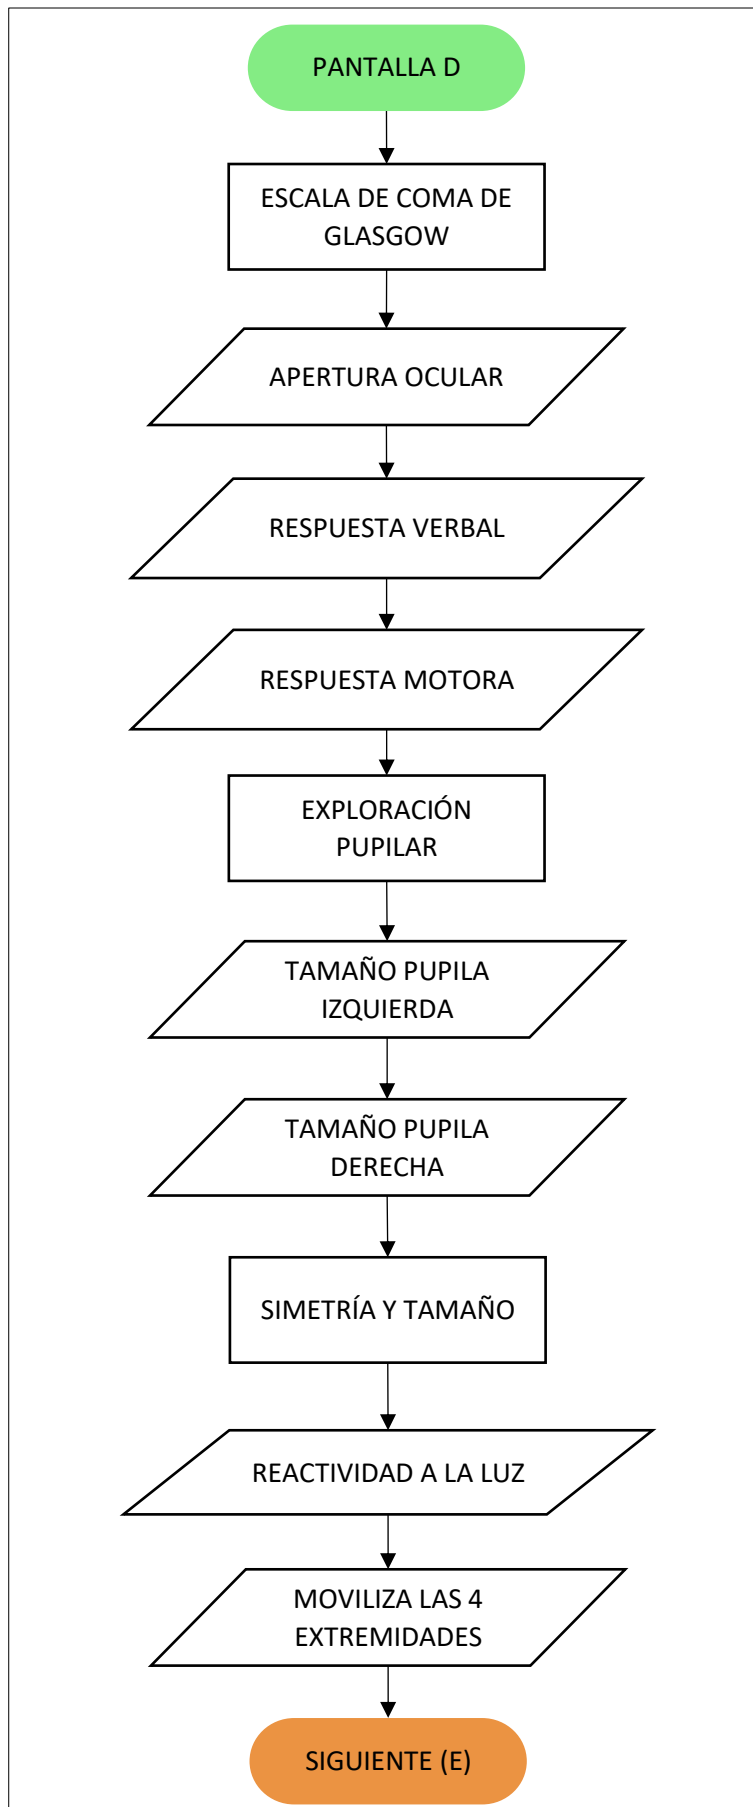 PANTALLA D
ESCALA DE COMA DE
GLASGOW
APERTURA OCULAR
RESPUESTA VERBAL
RESPUESTA MOTORA
EXPLORACIÓN
PUPILAR
TAMAÑO PUPILA
IZQUIERDA
TAMAÑO PUPILA
DERECHA
SIMETRÍA Y TAMAÑO
REACTIVIDAD A LA LUZ
MOVILIZA LAS 4
EXTREMIDADES
SIGUIENTE (E)